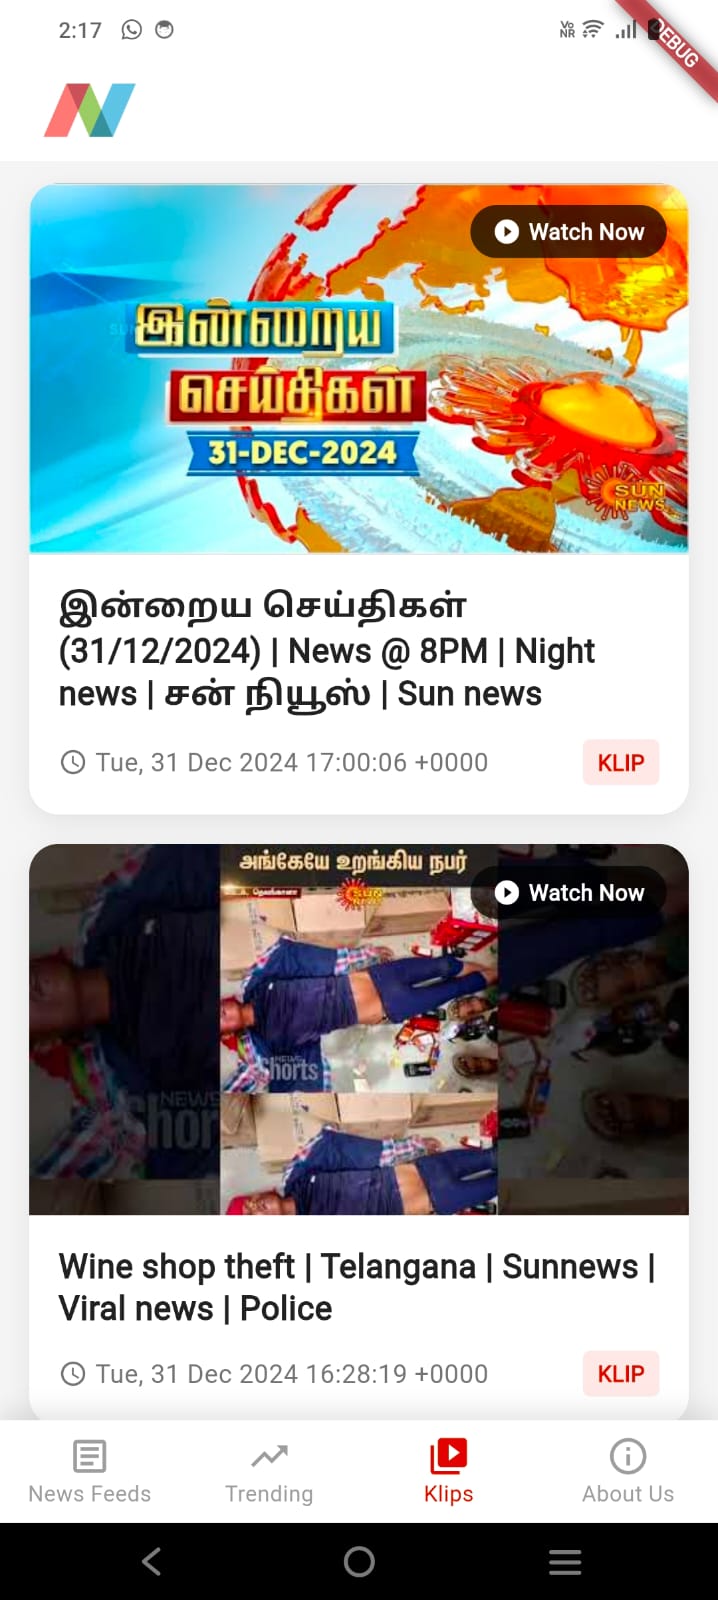 2:17
Vo
NR
DEBUG
Watch Now
இன்றைய
செய்திகள்
31-DEC-2024
SUN
NEWS
இன்றைய செய்திகள்
(31/12/2024) | News @ 8PM | Night
news | சன் நியூஸ் | Sun news
Tue, 31 Dec 2024 17:00:06 +0000
KLIP
அங்கேயே உறங்கிய நபர்
SUN
Watch Now
NEWS
Shorts
NEWS
Shor
Wine shop theft | Telangana | Sunnews |
Viral news | Police
Tue, 31 Dec 2024 16:28:19 +0000
KLIP
News Feeds
Trending
Klips
About Us